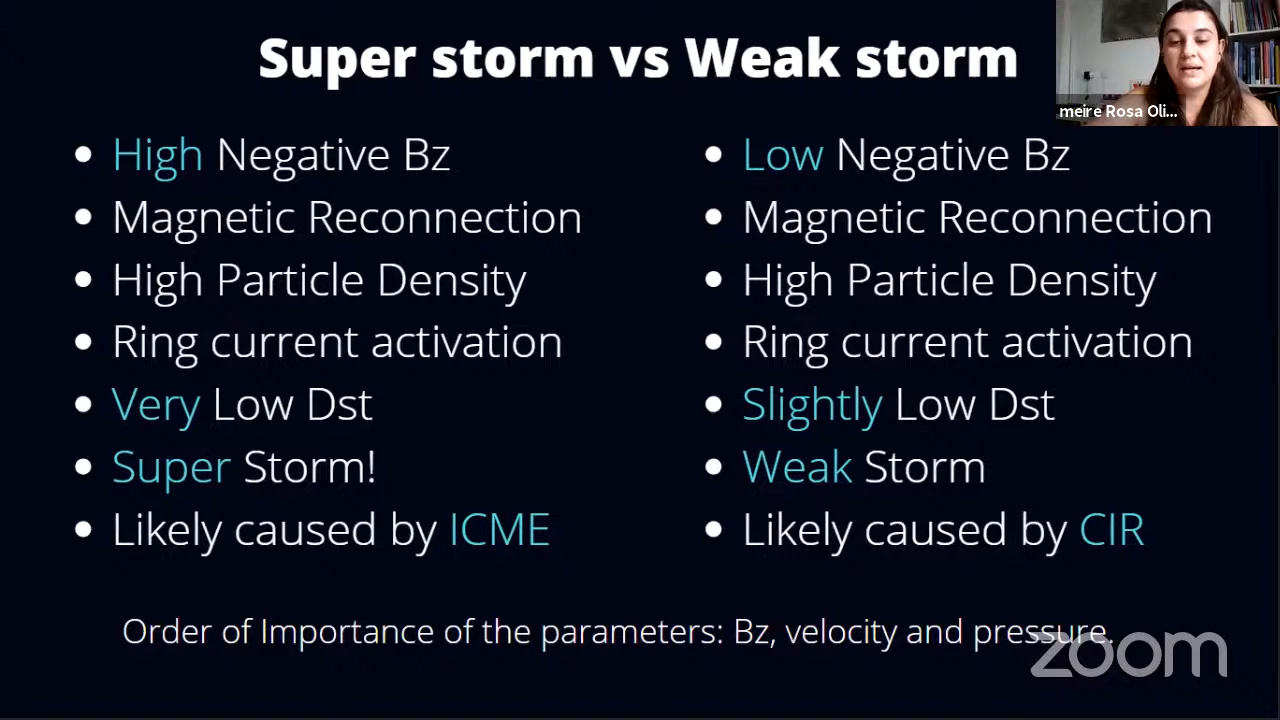 Super storm vs Weak storm
meire Rosa Oli...
• High Negative Bz
• Magnetic Reconnection
• High Particle Density
• Ring current activation
• Very Low Dst
• Super Storm!
• Likely caused by ICME
• Low Negative Bz
• Magnetic Reconnection
• High Particle Density
• Ring current activation
• Slightly Low Dst
• Weak Storm
• Likely caused by CIR
Order of Importance of the parameters: Bz, velocity and pressure.
zoom